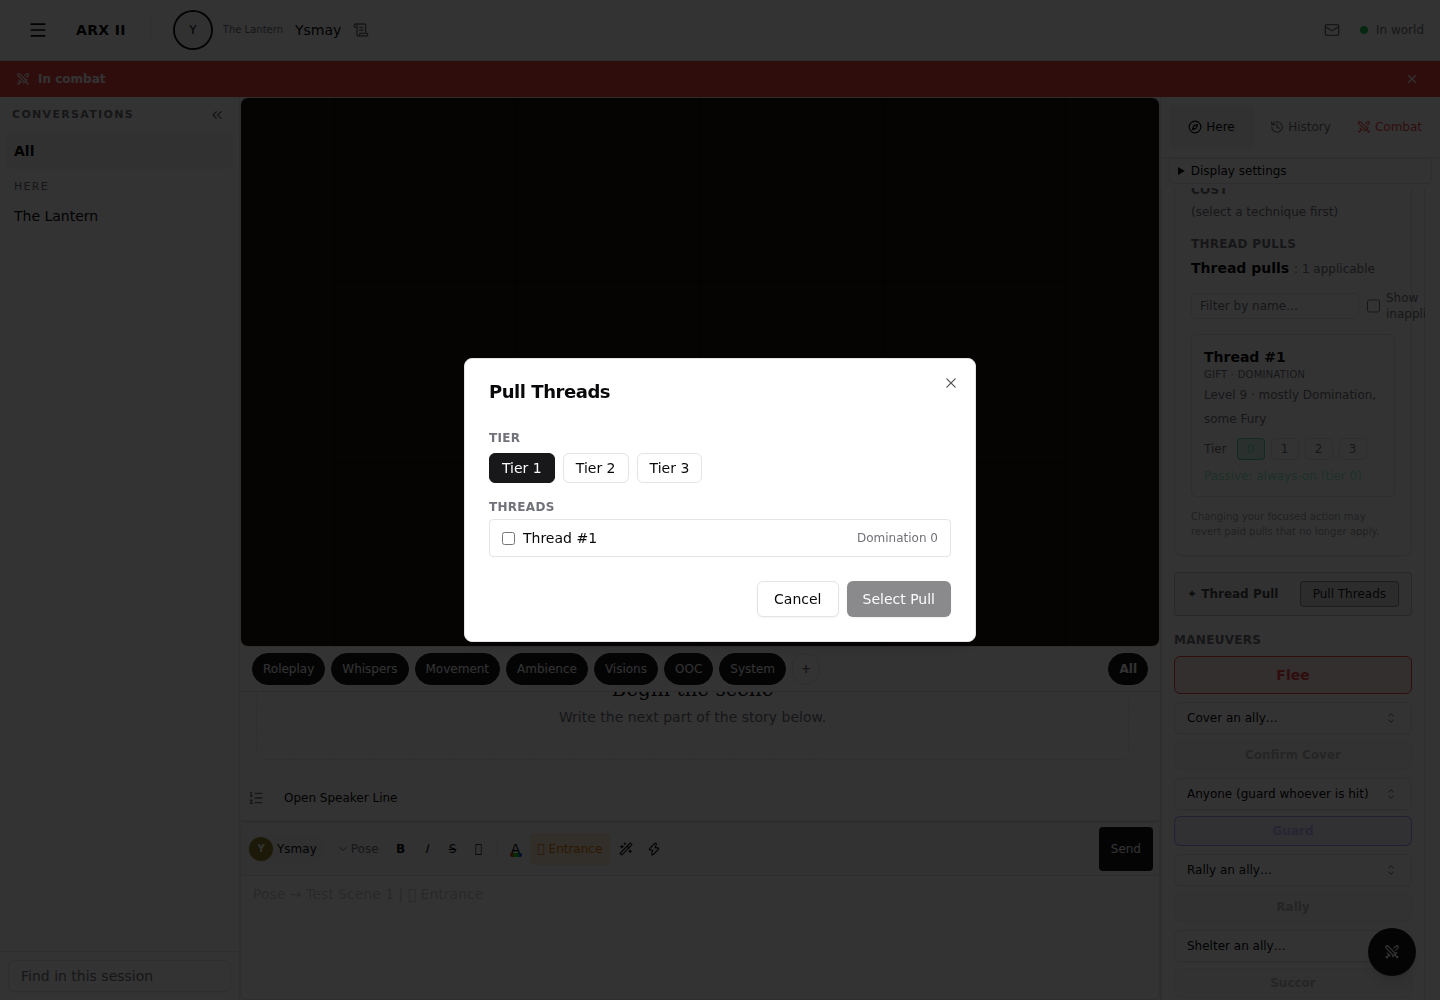 ARX II
Y
The Lantern
Ysmay
In world
In combat
CONVERSATIONS
All
HERE
The Lantern
Find in this session
Pull Threads
TIER
Tier 1
Tier 2
Tier 3
THREADS
Thread #1
Domination 0
Cancel
Select Pull
Roleplay
Whispers
Movement
Ambience
Visions
OOC
System
+
All
Begin the scene
Write the next part of the story below.
Open Speaker Line
Y
Ysmay
Pose
B
I
S
A
Entrance
Send
Pose → Test Scene 1 | Entrance
Here
History
Combat
Display settings
COST
(select a technique first)
THREAD PULLS
Thread pulls : 1 applicable
Filter by name...
Show
inappli
Thread #1
GIFT · DOMINATION
Level 9 · mostly Domination,
some Fury
Tier
0
1
2
3
Passive: always-on (tier 0)
Changing your focused action may
revert paid pulls that no longer apply.
✦ Thread Pull
Pull Threads
MANEUVERS
Flee
Cover an ally...
Confirm Cover
Anyone (guard whoever is hit)
Guard
Rally an ally...
Rally
Shelter an ally...
Succor